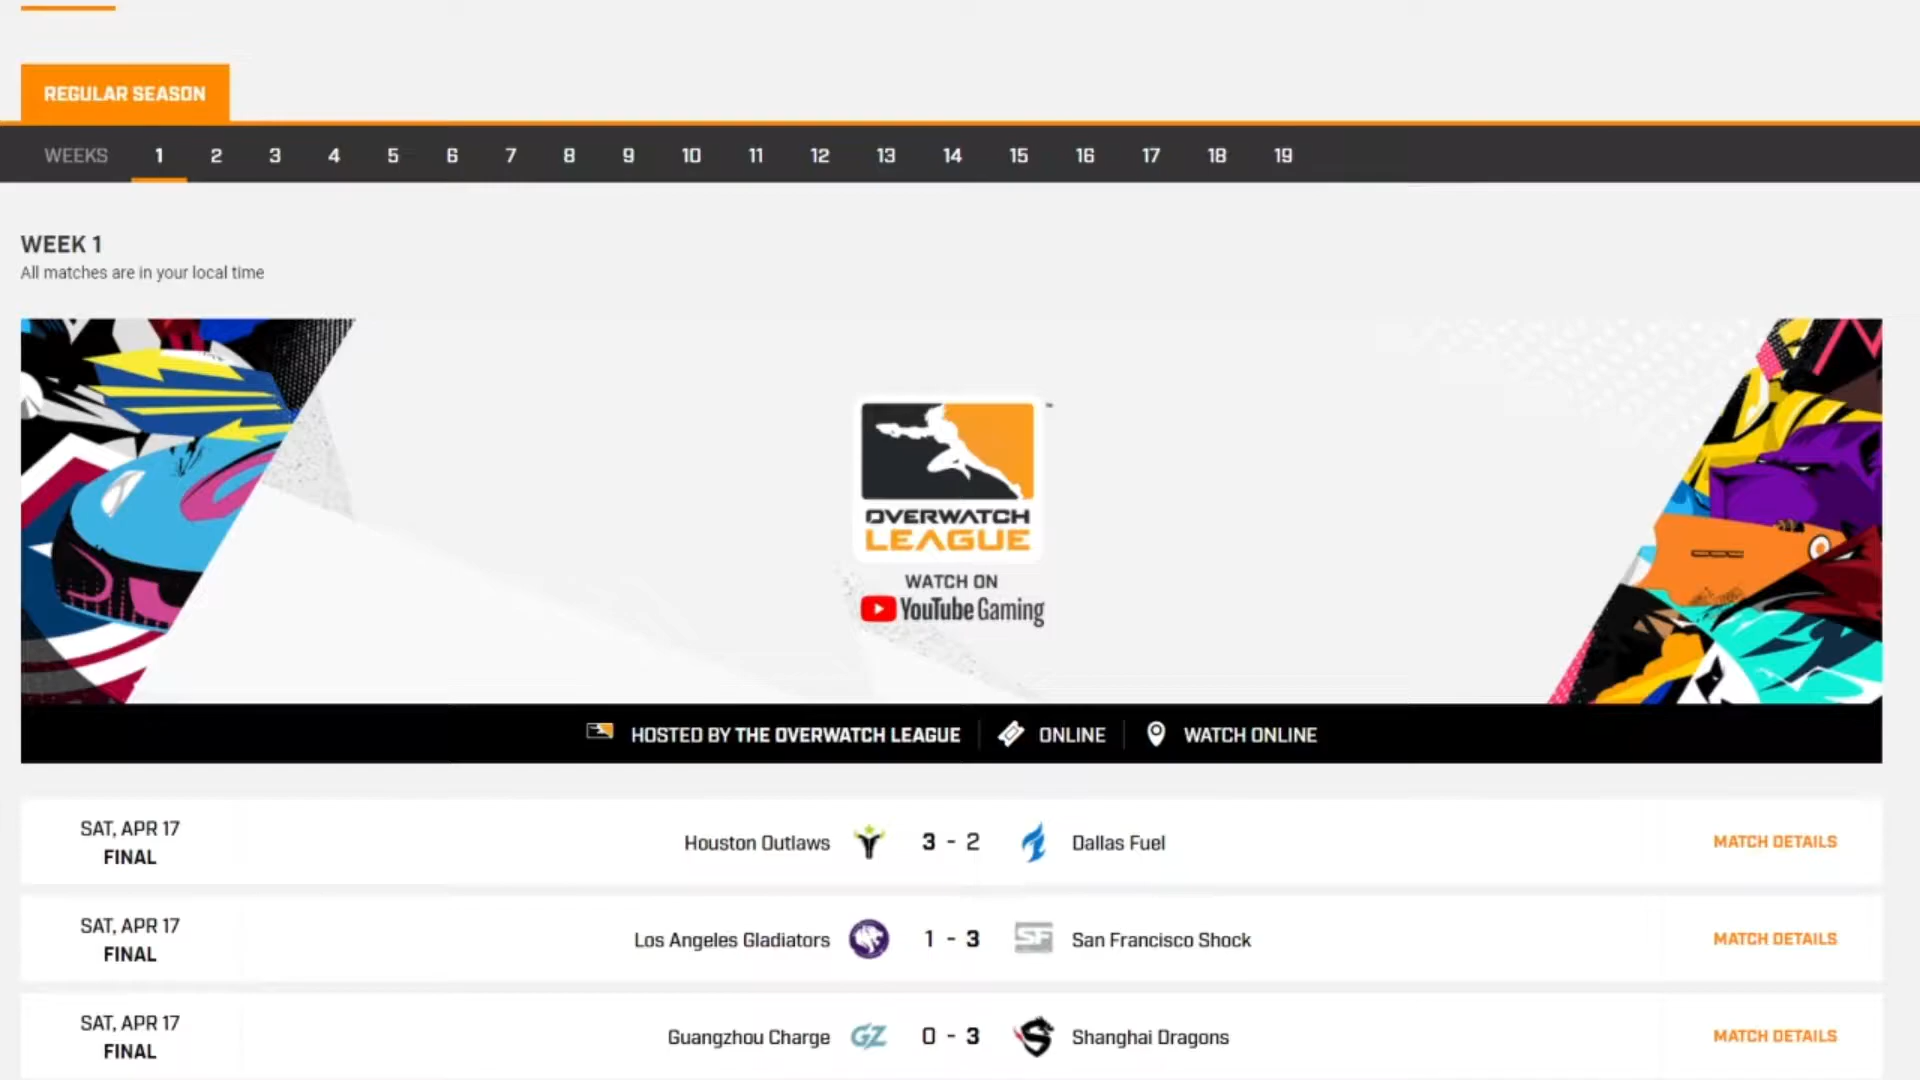 REGULAR SEASON
WEEKS 1 2 3 4 5 6 7 8 9 10 11 12 13 14 15 16 17 18 19
WEEK 1
All matches are in your local time
OVERWATCH
LEAGUE
WATCH ON
YouTube Gaming
HOSTED BY THE OVERWATCH LEAGUE ONLINE WATCH ONLINE
SAT, APR 17
FINAL
Houston Outlaws 3 - 2 Dallas Fuel MATCH DETAILS
SAT, APR 17
FINAL
Los Angeles Gladiators 1 - 3 SF San Francisco Shock MATCH DETAILS
SAT, APR 17
FINAL
Guangzhou Charge GZ 0 - 3 Shanghai Dragons MATCH DETAILS